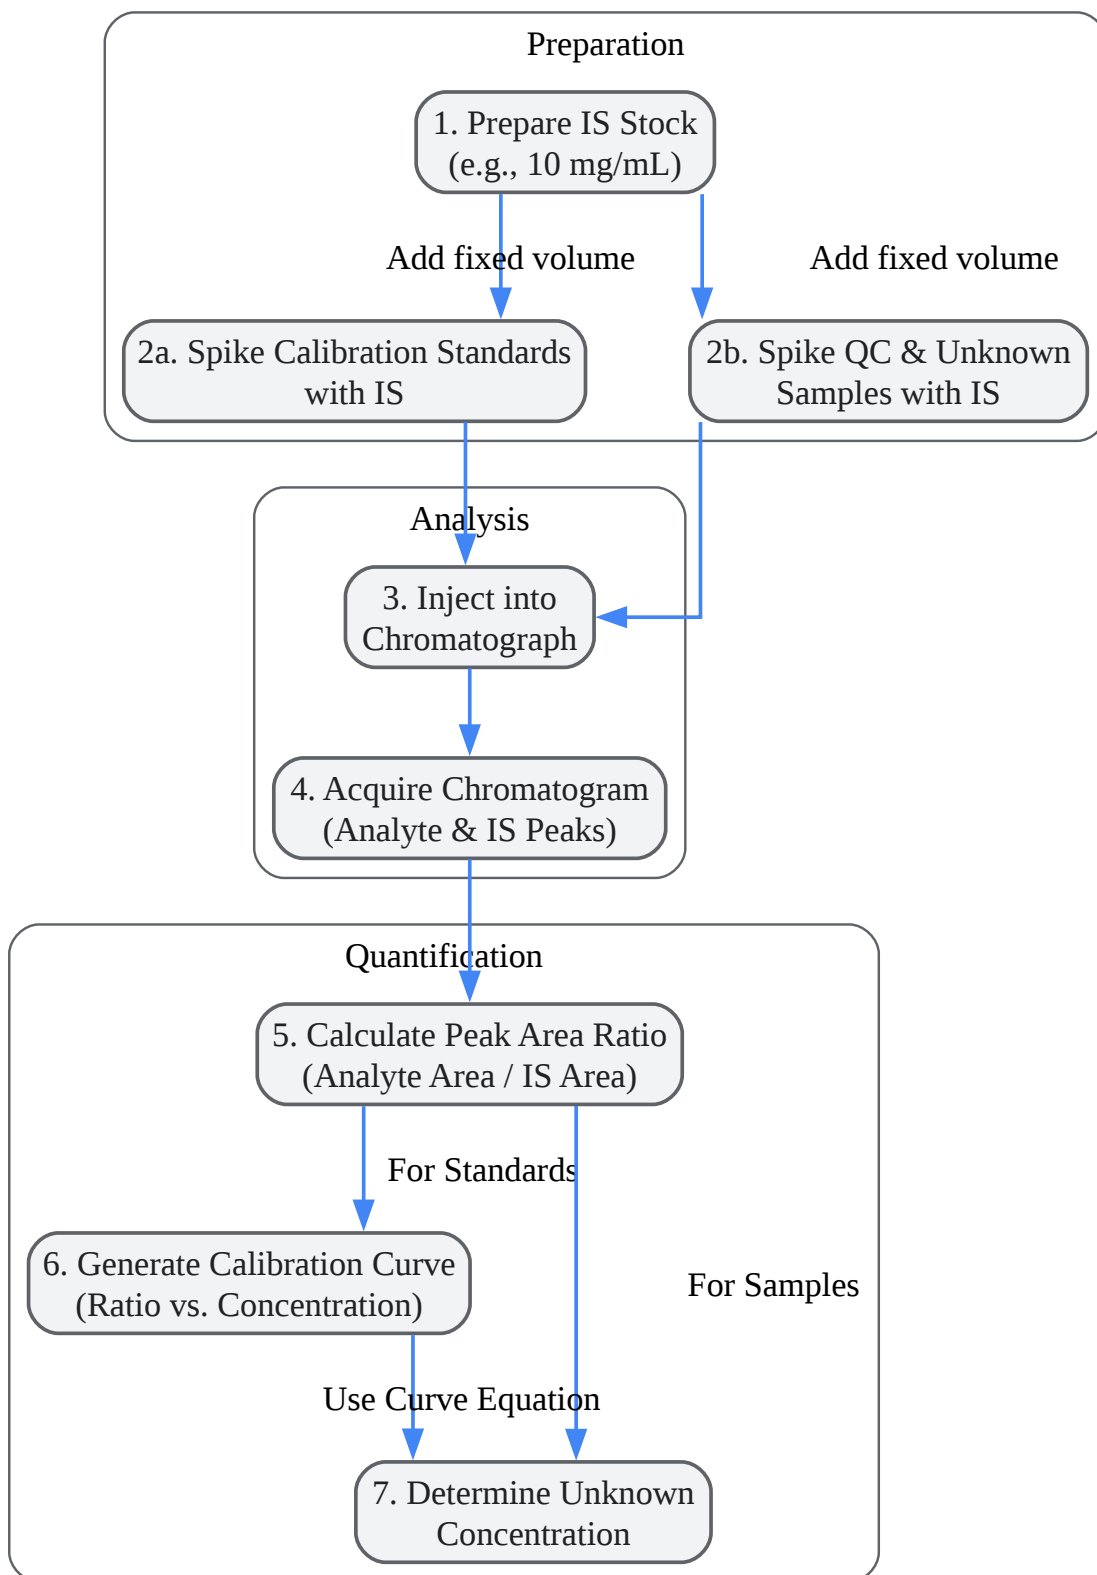 Preparation
1. Prepare IS Stock
(e.g., 10 mg/mL)
Add fixed volume
Add fixed volume
2a. Spike Calibration Standards
with IS
2b. Spike QC & Unknown
Samples with IS
Analysis
3. Inject into
Chromatograph
4. Acquire Chromatogram
(Analyte & IS Peaks)
Quantification
5. Calculate Peak Area Ratio
(Analyte Area / IS Area)
For Standards
6. Generate Calibration Curve
(Ratio vs. Concentration)
For Samples
Use Curve Equation
7. Determine Unknown
Concentration